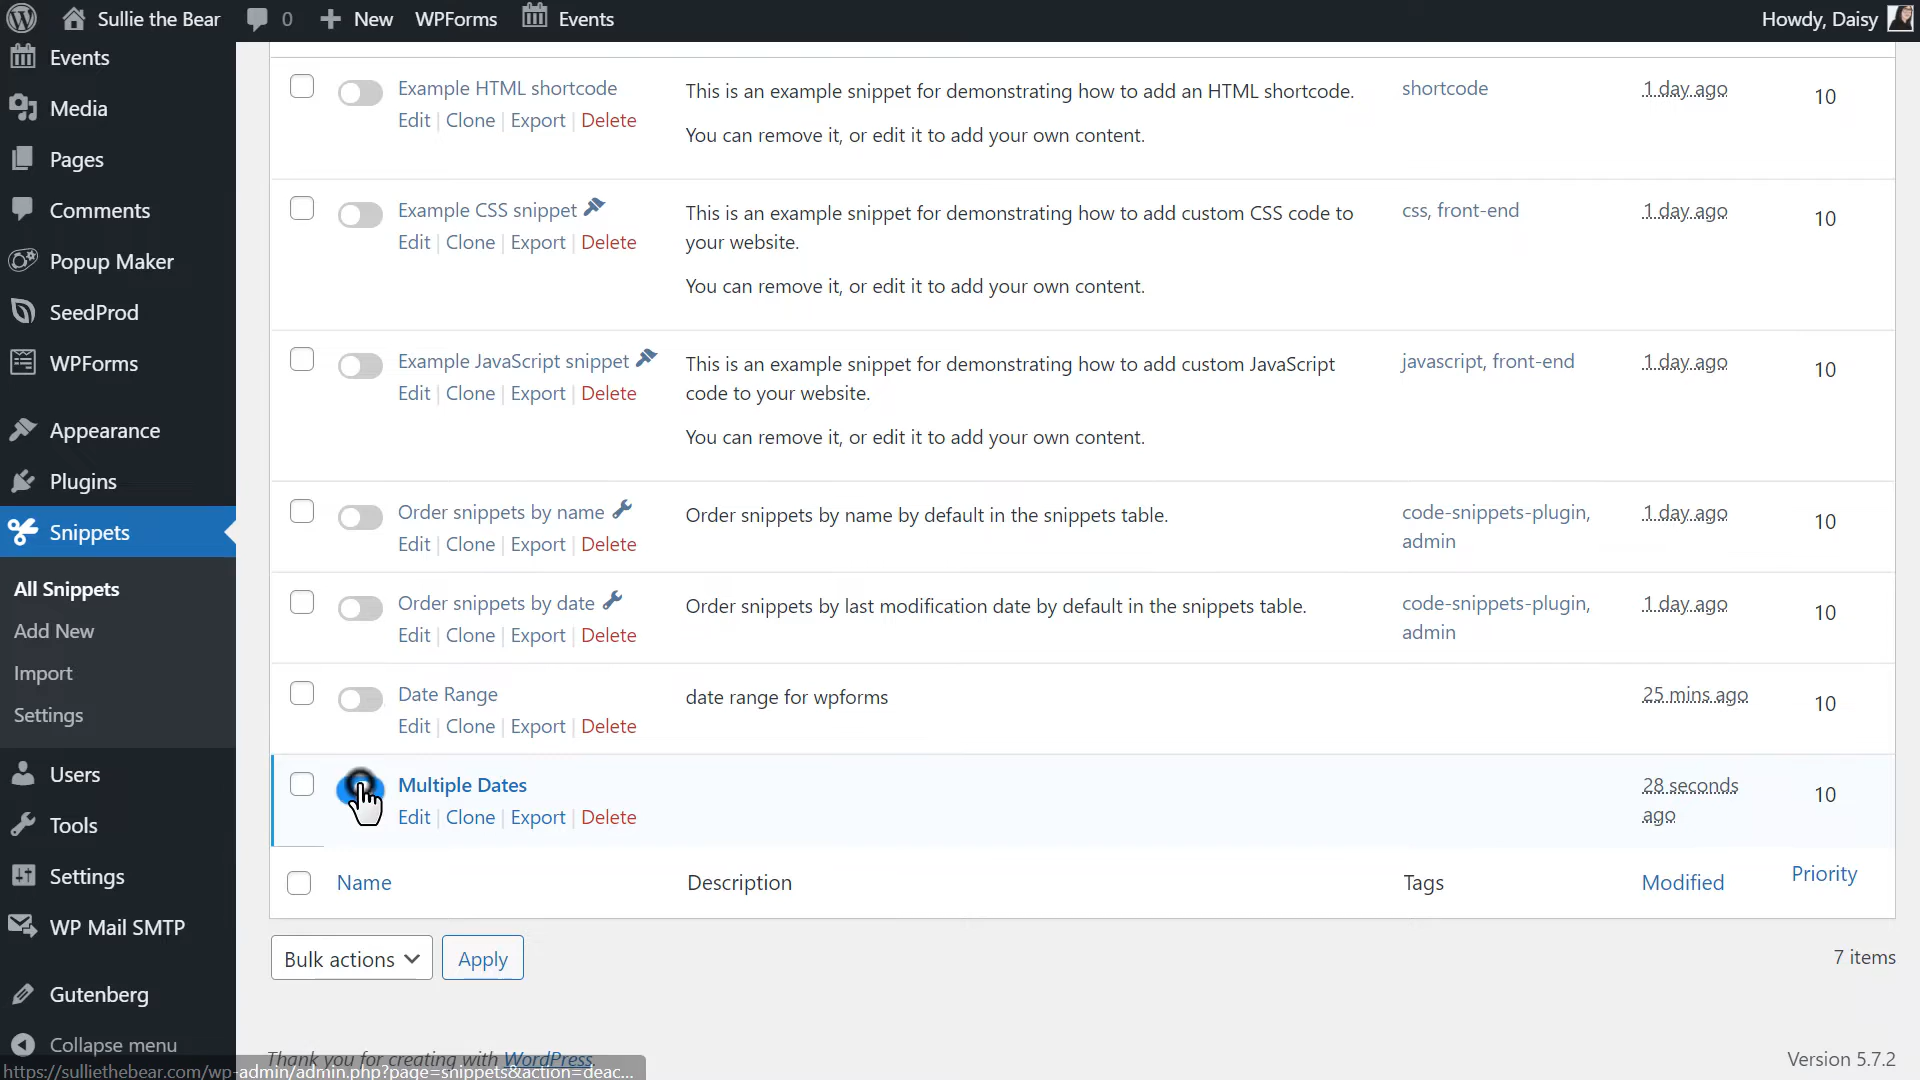 Sullie the Bear 0 New WPForms Events Howdy, Daisy
Events
Media
Pages
Comments
Popup Maker
SeedProd
WPForms
Appearance
Plugins
Snippets
All Snippets
Add New
Import
Settings
Users
Tools
Settings
WP Mail SMTP
Gutenberg
Collapse menu
Example HTML shortcode
Edit | Clone | Export | Delete
This is an example snippet for demonstrating how to add an HTML shortcode.
You can remove it, or edit it to add your own content.
shortcode
1 day ago
10
Example CSS snippet
Edit | Clone | Export | Delete
This is an example snippet for demonstrating how to add custom CSS code to
your website.
You can remove it, or edit it to add your own content.
css, front-end
1 day ago
10
Example JavaScript snippet
Edit | Clone | Export | Delete
This is an example snippet for demonstrating how to add custom JavaScript
code to your website.
You can remove it, or edit it to add your own content.
javascript, front-end
1 day ago
10
Order snippets by name
Edit | Clone | Export | Delete
Order snippets by name by default in the snippets table.
code-snippets-plugin,
admin
1 day ago
10
Order snippets by date
Edit | Clone | Export | Delete
Order snippets by last modification date by default in the snippets table.
code-snippets-plugin,
admin
1 day ago
10
Date Range
Edit | Clone | Export | Delete
date range for wpforms
25 mins ago
10
Multiple Dates
Edit | Clone | Export | Delete
28 seconds
ago
10
Name Description Tags Modified Priority
Bulk actions Apply 7 items
Thank you for creating with WordPress. Version 5.7.2
https://sulliethebear.com/wp-admin/admin.php?page=snippets&action=deac...